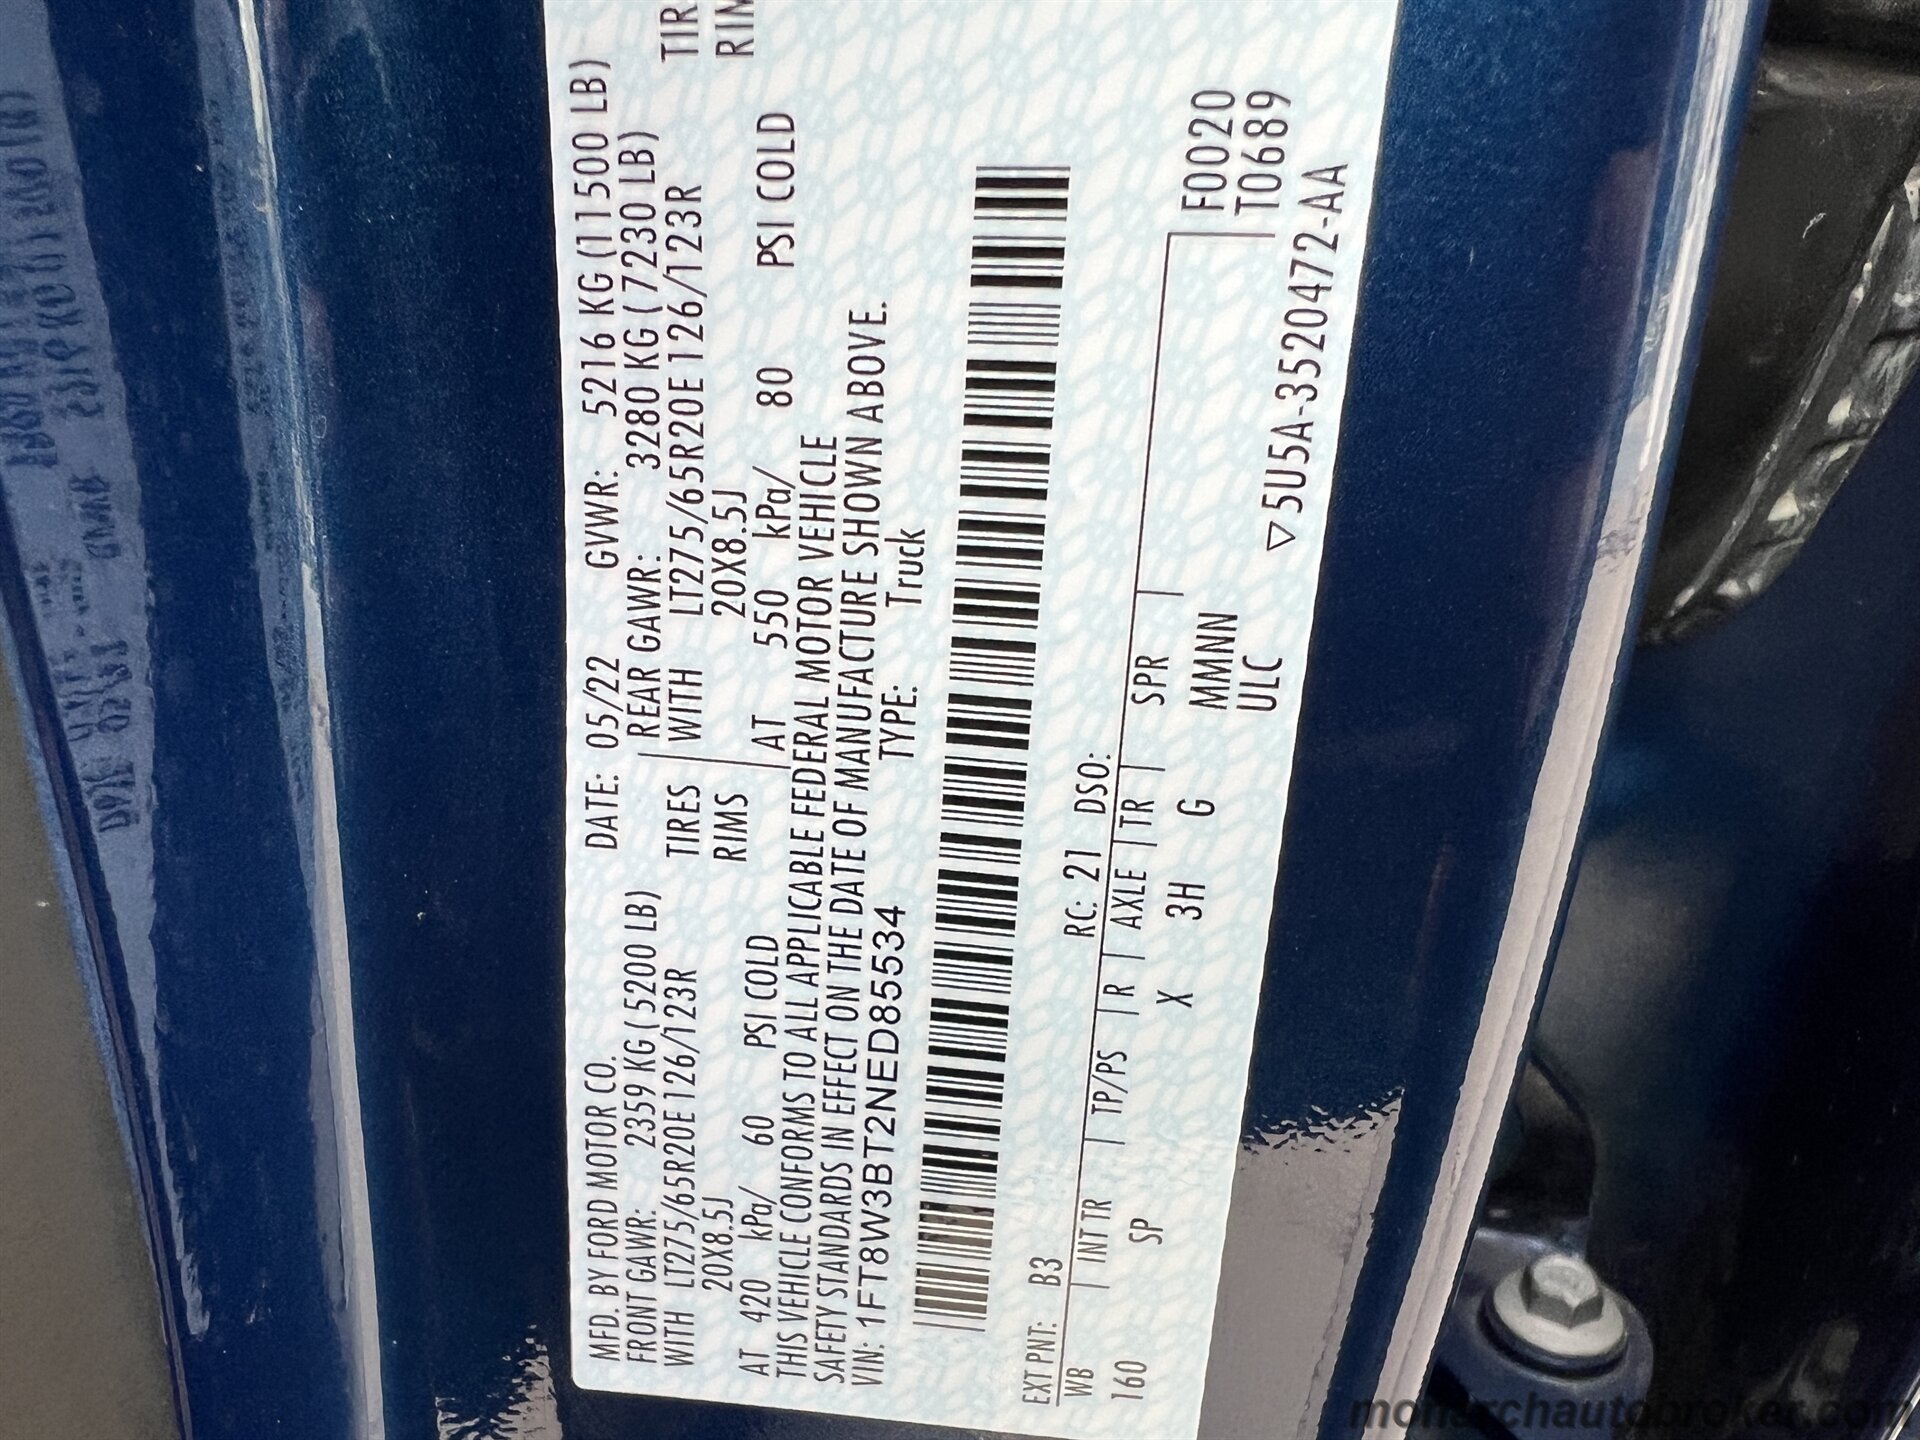 MFD. BY FORD MOTOR CO. DATE: 05/22 GVWR: 5216 KG (11500 LB)
FRONT GAWR: 2359 KG (5200 LB) REAR GAWR: 3280 KG (7230 LB)
WITH LT275/65R20E 126/123R TIRES WITH LT275/65R20E 126/123R TIR
20X8.5J RIMS 20X8.5J RIM
AT 420 kPa/ 60 PSI COLD AT 550 kPa/ 80 PSI COLD
THIS VEHICLE CONFORMS TO ALL APPLICABLE FEDERAL MOTOR VEHICLE
SAFETY STANDARDS IN EFFECT ON THE DATE OF MANUFACTURE SHOWN ABOVE.
VIN: 1FT8W3BT2NED85534 TYPE: Truck
EXT PNT: B3 RC: 21 DSO:
WB | INT TR | TP/PS | R | AXLE | TR | SPR | F0020
160 SP X 3H G MMNN T0689
ULC
▽5U5A-3520472-AA
monarchautobroker.com